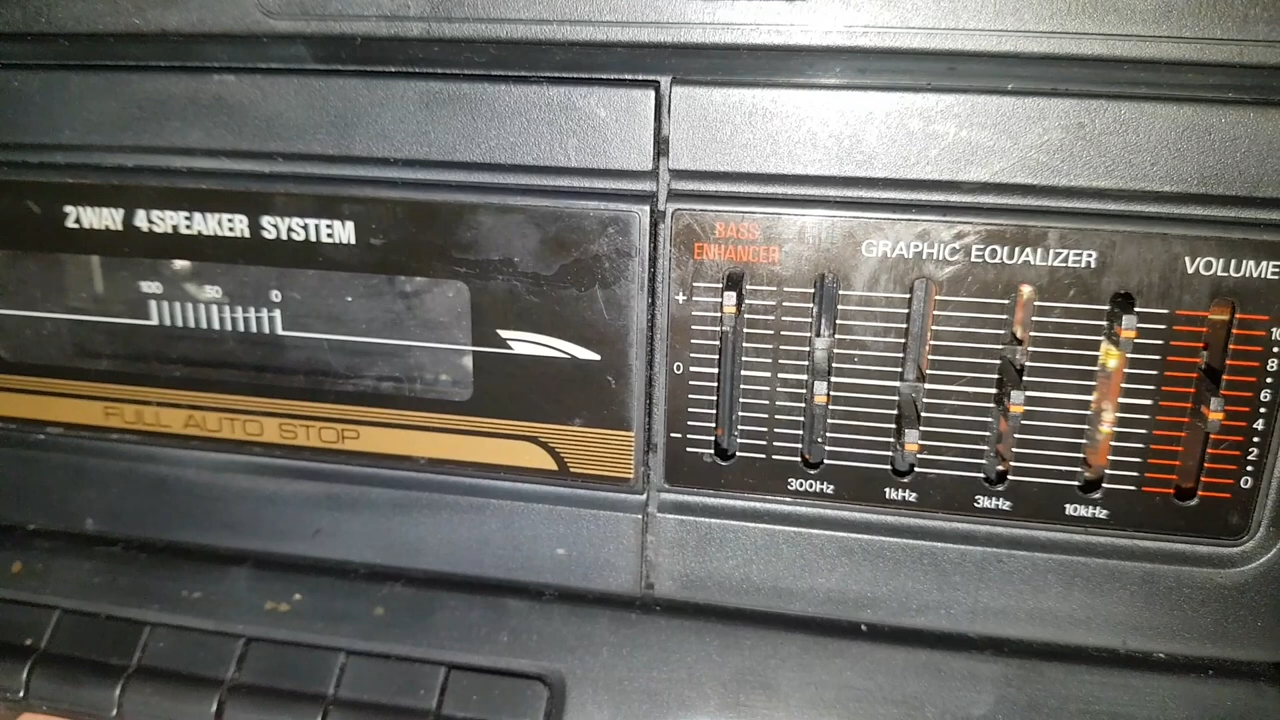 2WAY 4SPEAKER SYSTEM
100 50 0
FULL AUTO STOP
BASS
ENHANCER
GRAPHIC EQUALIZER
VOLUME
+
0
-
300Hz
1kHz
3kHz
10kHz
10
8
6
4
2
0